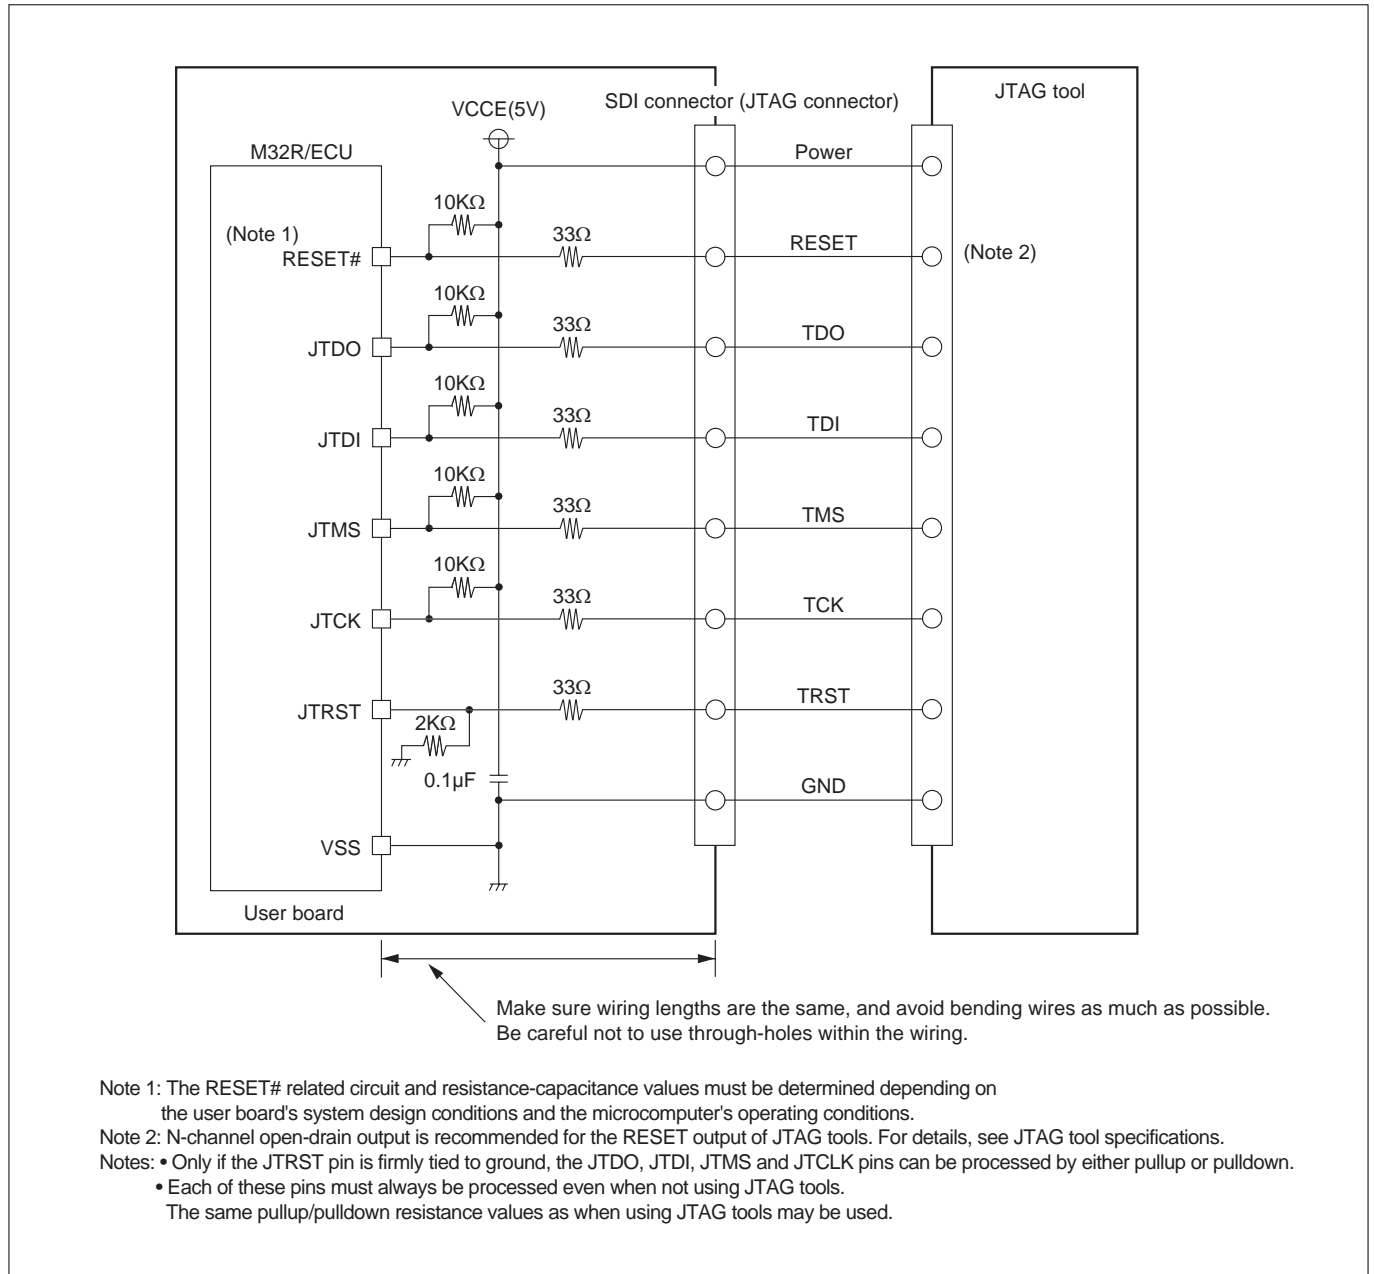 SDI connector (JTAG connector)
JTAG tool
VCCE(5V)
M32R/ECU
Power
10KΩ
(Note 1)
RESET#
33Ω
RESET
(Note 2)
10KΩ
JTDO
33Ω
TDO
10KΩ
JTDI
33Ω
TDI
10KΩ
JTMS
33Ω
TMS
10KΩ
JTCK
33Ω
TCK
JTRST
33Ω
TRST
2KΩ
0.1µF
GND
VSS
User board
Make sure wiring lengths are the same, and avoid bending wires as much as possible.
Be careful not to use through-holes within the wiring.
Note 1: The RESET# related circuit and resistance-capacitance values must be determined depending on
the user board's system design conditions and the microcomputer's operating conditions.
Note 2: N-channel open-drain output is recommended for the RESET output of JTAG tools. For details, see JTAG tool specifications.
Notes: • Only if the JTRST pin is firmly tied to ground, the JTDO, JTDI, JTMS and JTCLK pins can be processed by either pullup or pulldown.
• Each of these pins must always be processed even when not using JTAG tools.
The same pullup/pulldown resistance values as when using JTAG tools may be used.